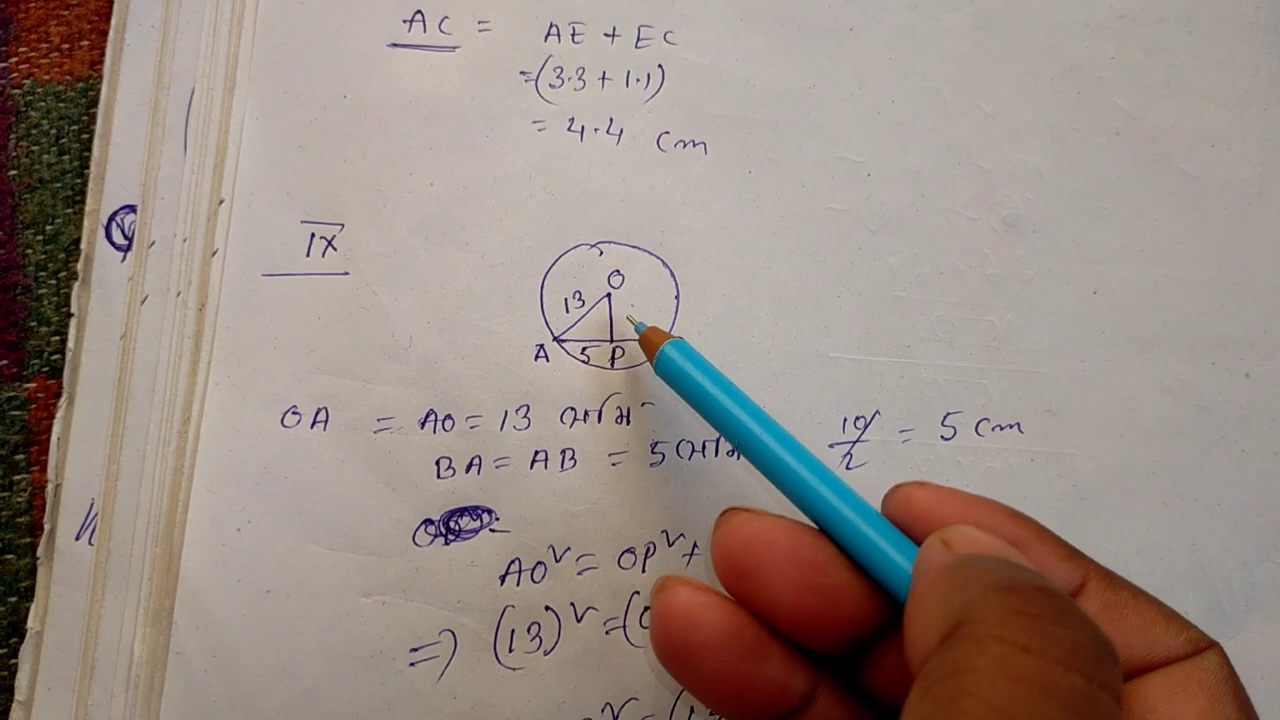 AC = AE + EC
=(3.3 + 1.1)
= 4.4 cm
IX
O
13
A 5 P
OA = AO = 13 সেমি
BA = AB = 5 সেমি
10/2 = 5 cm
AO² = OP² +
=> (13)² = (